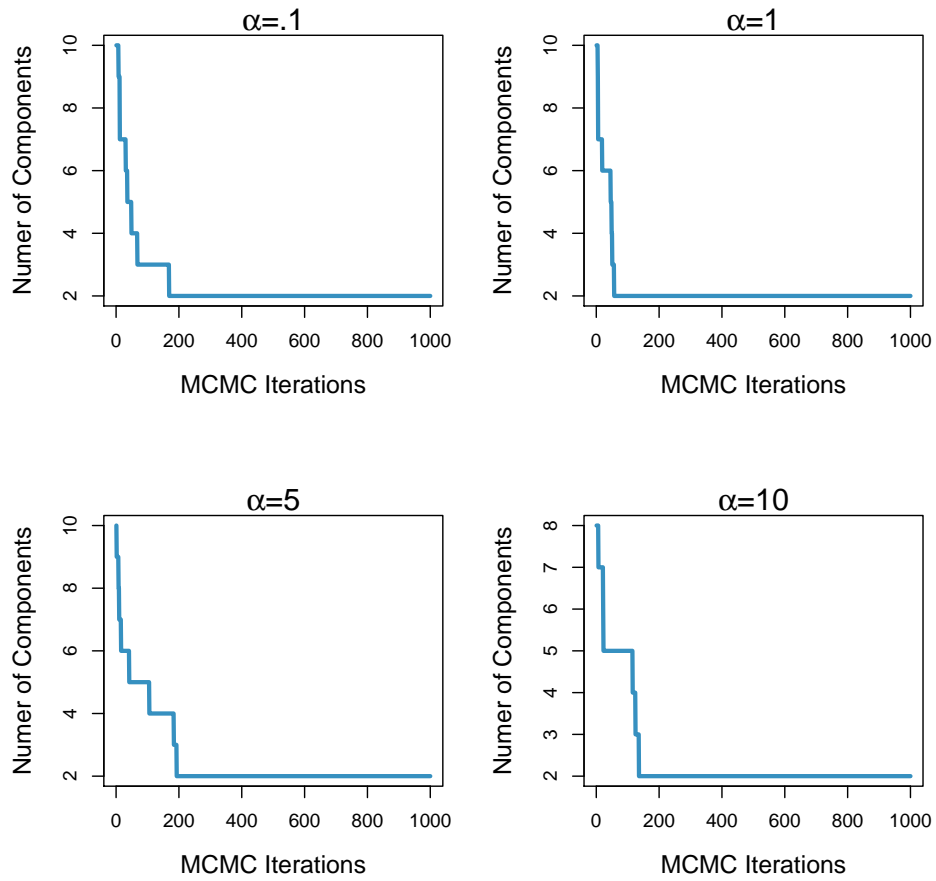 α=.1
10
8
6
4
2
Numer of Components
0 200 400 600 800 1000
MCMC Iterations
α=1
10
8
6
4
2
Numer of Components
0 200 400 600 800 1000
MCMC Iterations
α=5
10
8
6
4
2
Numer of Components
0 200 400 600 800 1000
MCMC Iterations
α=10
8
7
6
5
4
3
2
Numer of Components
0 200 400 600 800 1000
MCMC Iterations